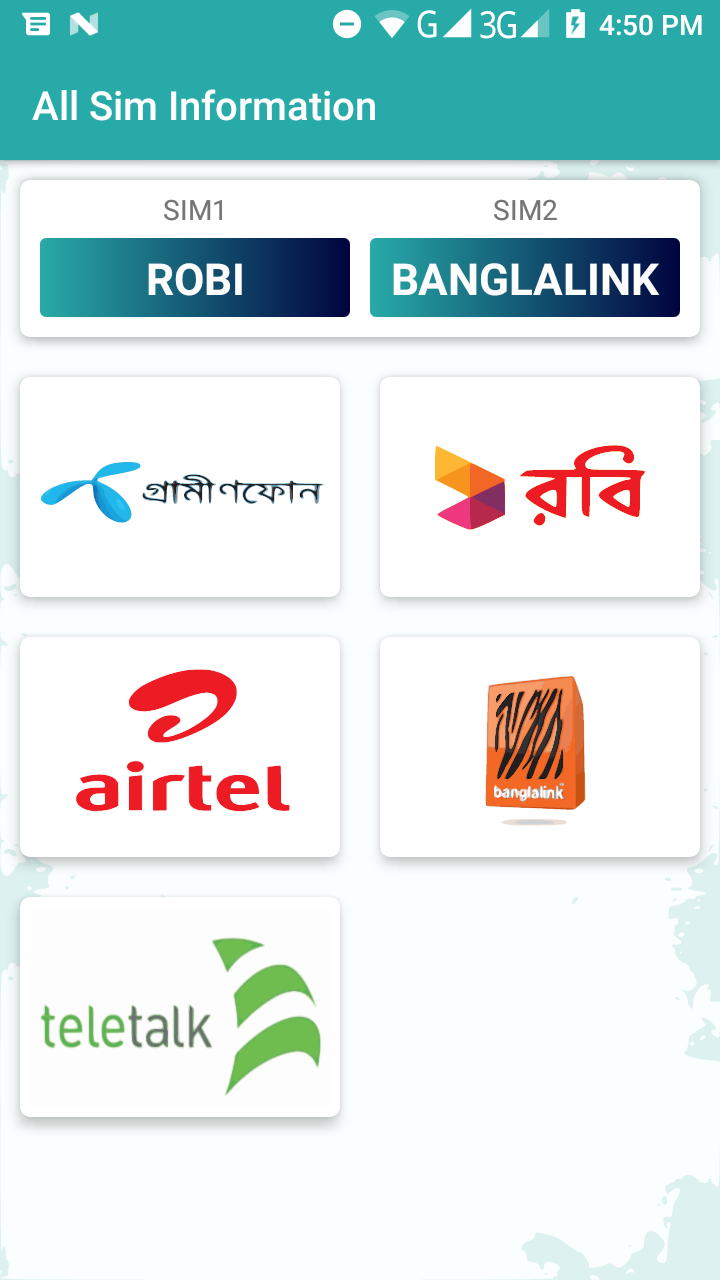 G 3G 4:50 PM
All Sim Information
SIM1 SIM2
ROBI BANGLALINK
গ্রামীণফোন রবি
airtel banglalink
teletalk